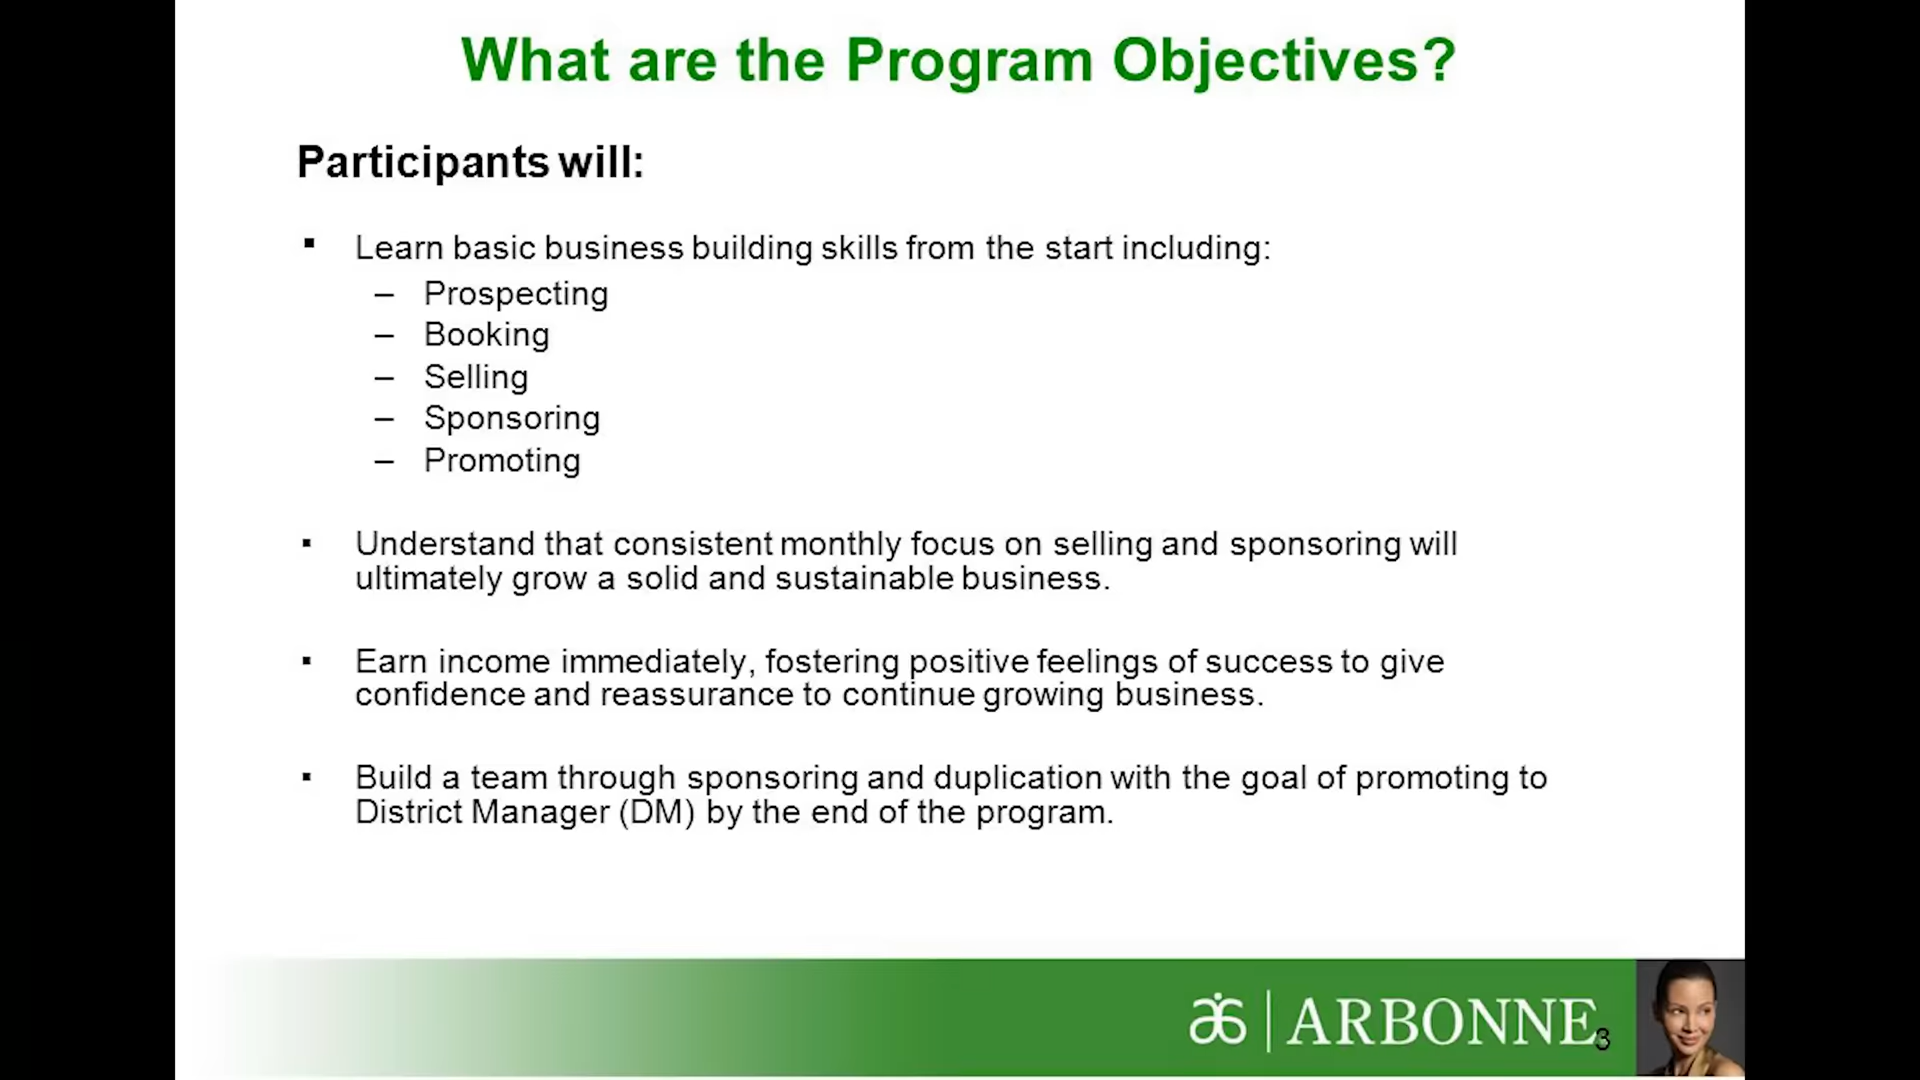 What are the Program Objectives?
Participants will:
▪ Learn basic business building skills from the start including:
– Prospecting
– Booking
– Selling
– Sponsoring
– Promoting
▪ Understand that consistent monthly focus on selling and sponsoring will
ultimately grow a solid and sustainable business.
▪ Earn income immediately, fostering positive feelings of success to give
confidence and reassurance to continue growing business.
▪ Build a team through sponsoring and duplication with the goal of promoting to
District Manager (DM) by the end of the program.
ARBONNE
3